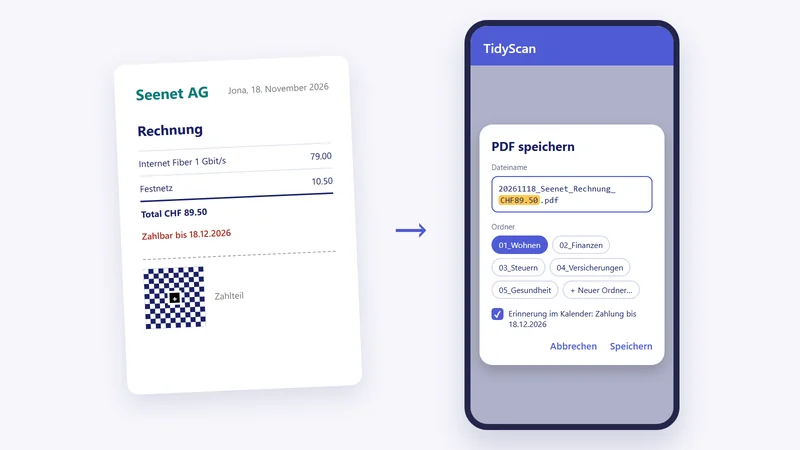 Seenet AG
Jona, 18. November 2026
Rechnung
Internet Fiber 1 Gbit/s 79.00
Festnetz 10.50
Total CHF 89.50
Zahlbar bis 18.12.2026
Zahlteil
→
TidyScan
PDF speichern
Dateiname
20261118_Seenet_Rechnung_
CHF89.50.pdf
Ordner
01_Wohnen 02_Finanzen
03_Steuern 04_Versicherungen
05_Gesundheit + Neuer Ordner...
Erinnerung im Kalender: Zahlung bis
18.12.2026
Abbrechen Speichern